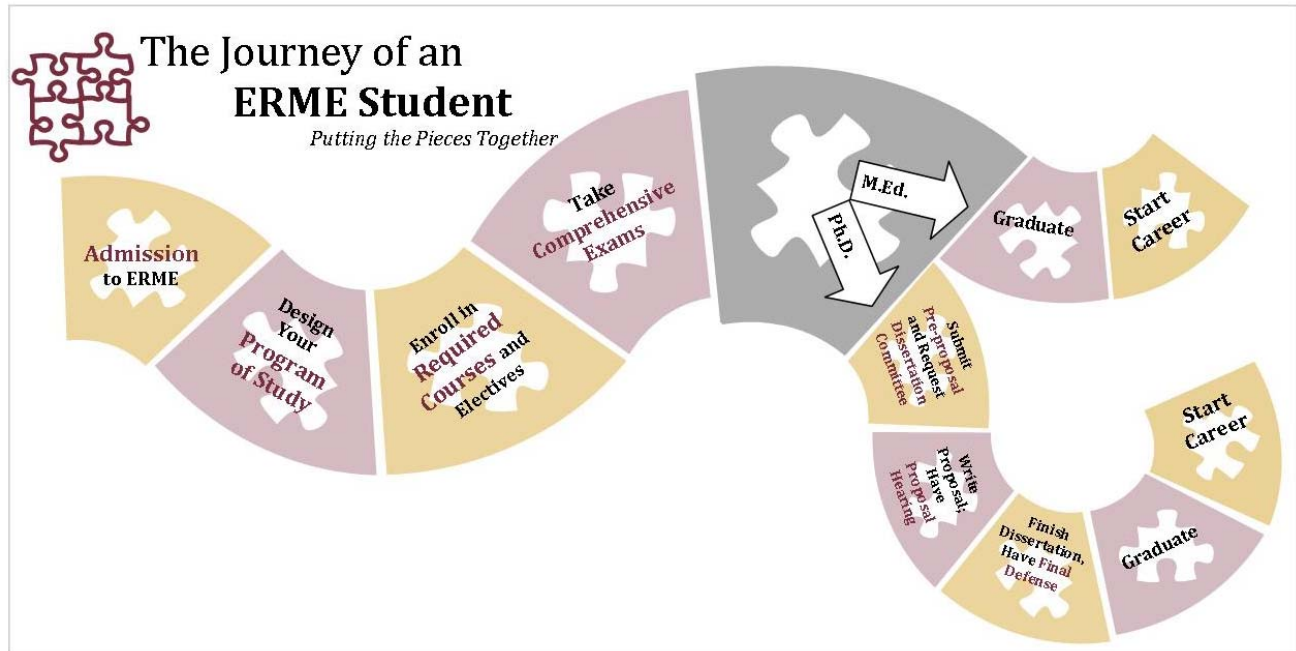 The Journey of an
ERME Student
Putting the Pieces Together
Admission
to ERME
Design
Your
Program
of Study
Enroll in
Required
Courses and
Electives
Take
Comprehensive
Exams
M.Ed.
Ph.D.
Graduate
Start
Career
Submit
Pre-proposal
and Request
Dissertation
Committee
Write
Proposal;
Have
Proposal
Hearing
Finish
Dissertation,
Have Final
Defense
Graduate
Start
Career